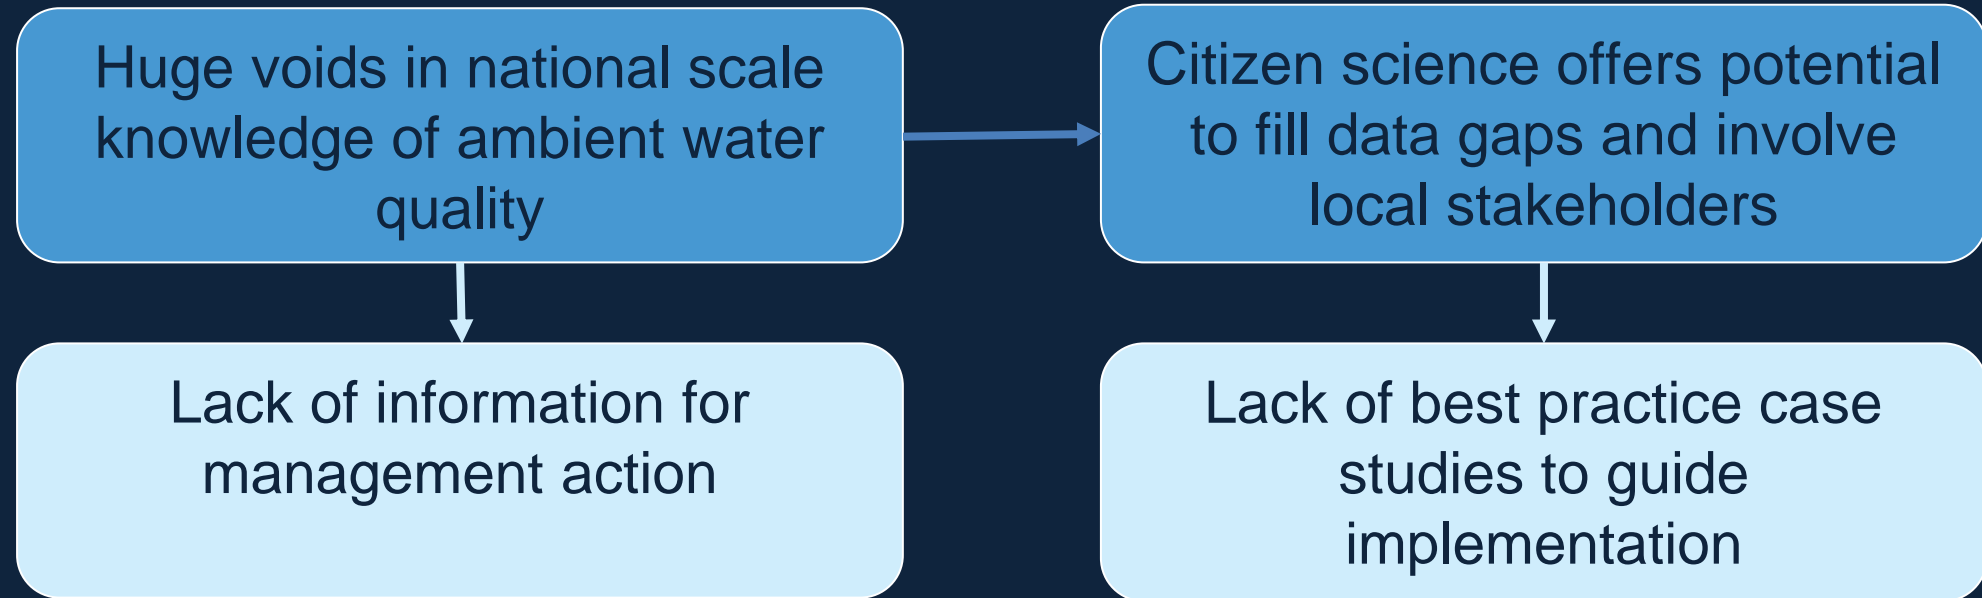 Huge voids in national scale
knowledge of ambient water
quality
Citizen science offers potential
to fill data gaps and involve
local stakeholders
Lack of information for
management action
Lack of best practice case
studies to guide
implementation